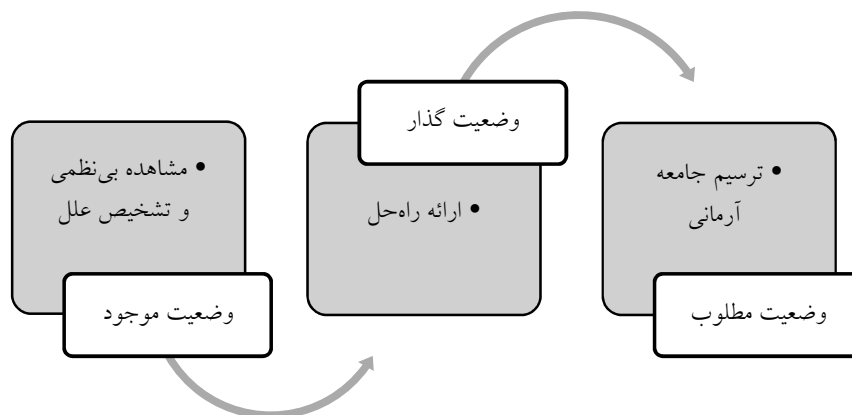 • مشاهده بی‌نظمی
و تشخیص علل
وضعیت موجود
وضعیت گذار
• ارائه راه‌حل
• ترسیم جامعه
آرمانی
وضعیت مطلوب